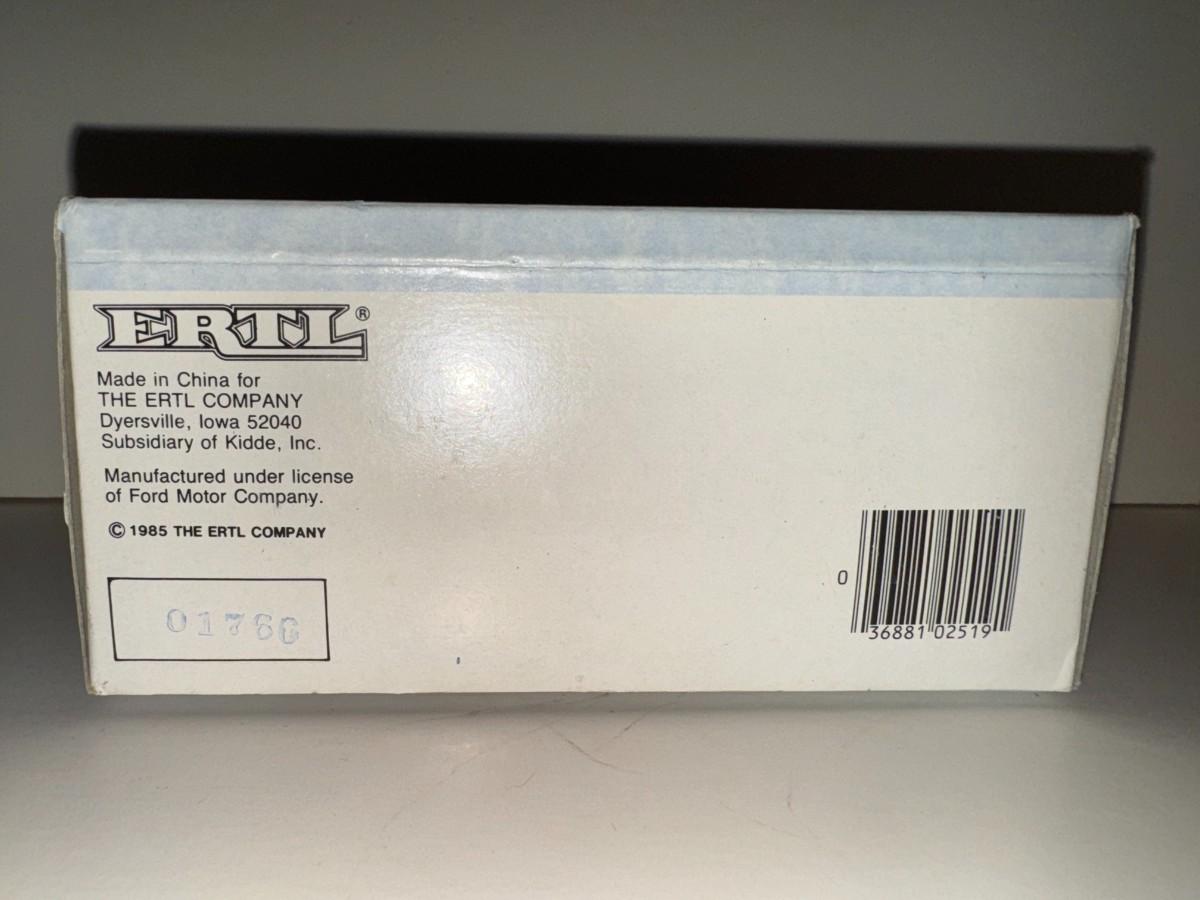 ERTL®
Made in China for
THE ERTL COMPANY
Dyersville, Iowa 52040
Subsidiary of Kidde, Inc.
Manufactured under license
of Ford Motor Company.
© 1985 THE ERTL COMPANY
0
36881 02519